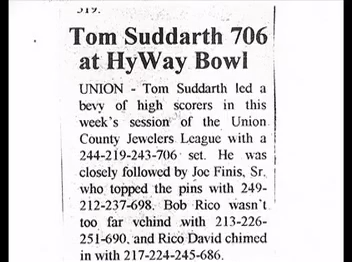 519.
Tom Suddarth 706
at HyWay Bowl
UNION - Tom Suddarth led a
bevy of high scorers in this
week's session of the Union
County Jewelers League with a
244-219-243-706 set. He was
closely followed by Joe Finis, Sr.
who topped the pins with 249-
212-237-698. Bob Rico wasn't
too far vehind with 213-226-
251-690, and Rico David chimed
in with 217-224-245-686.